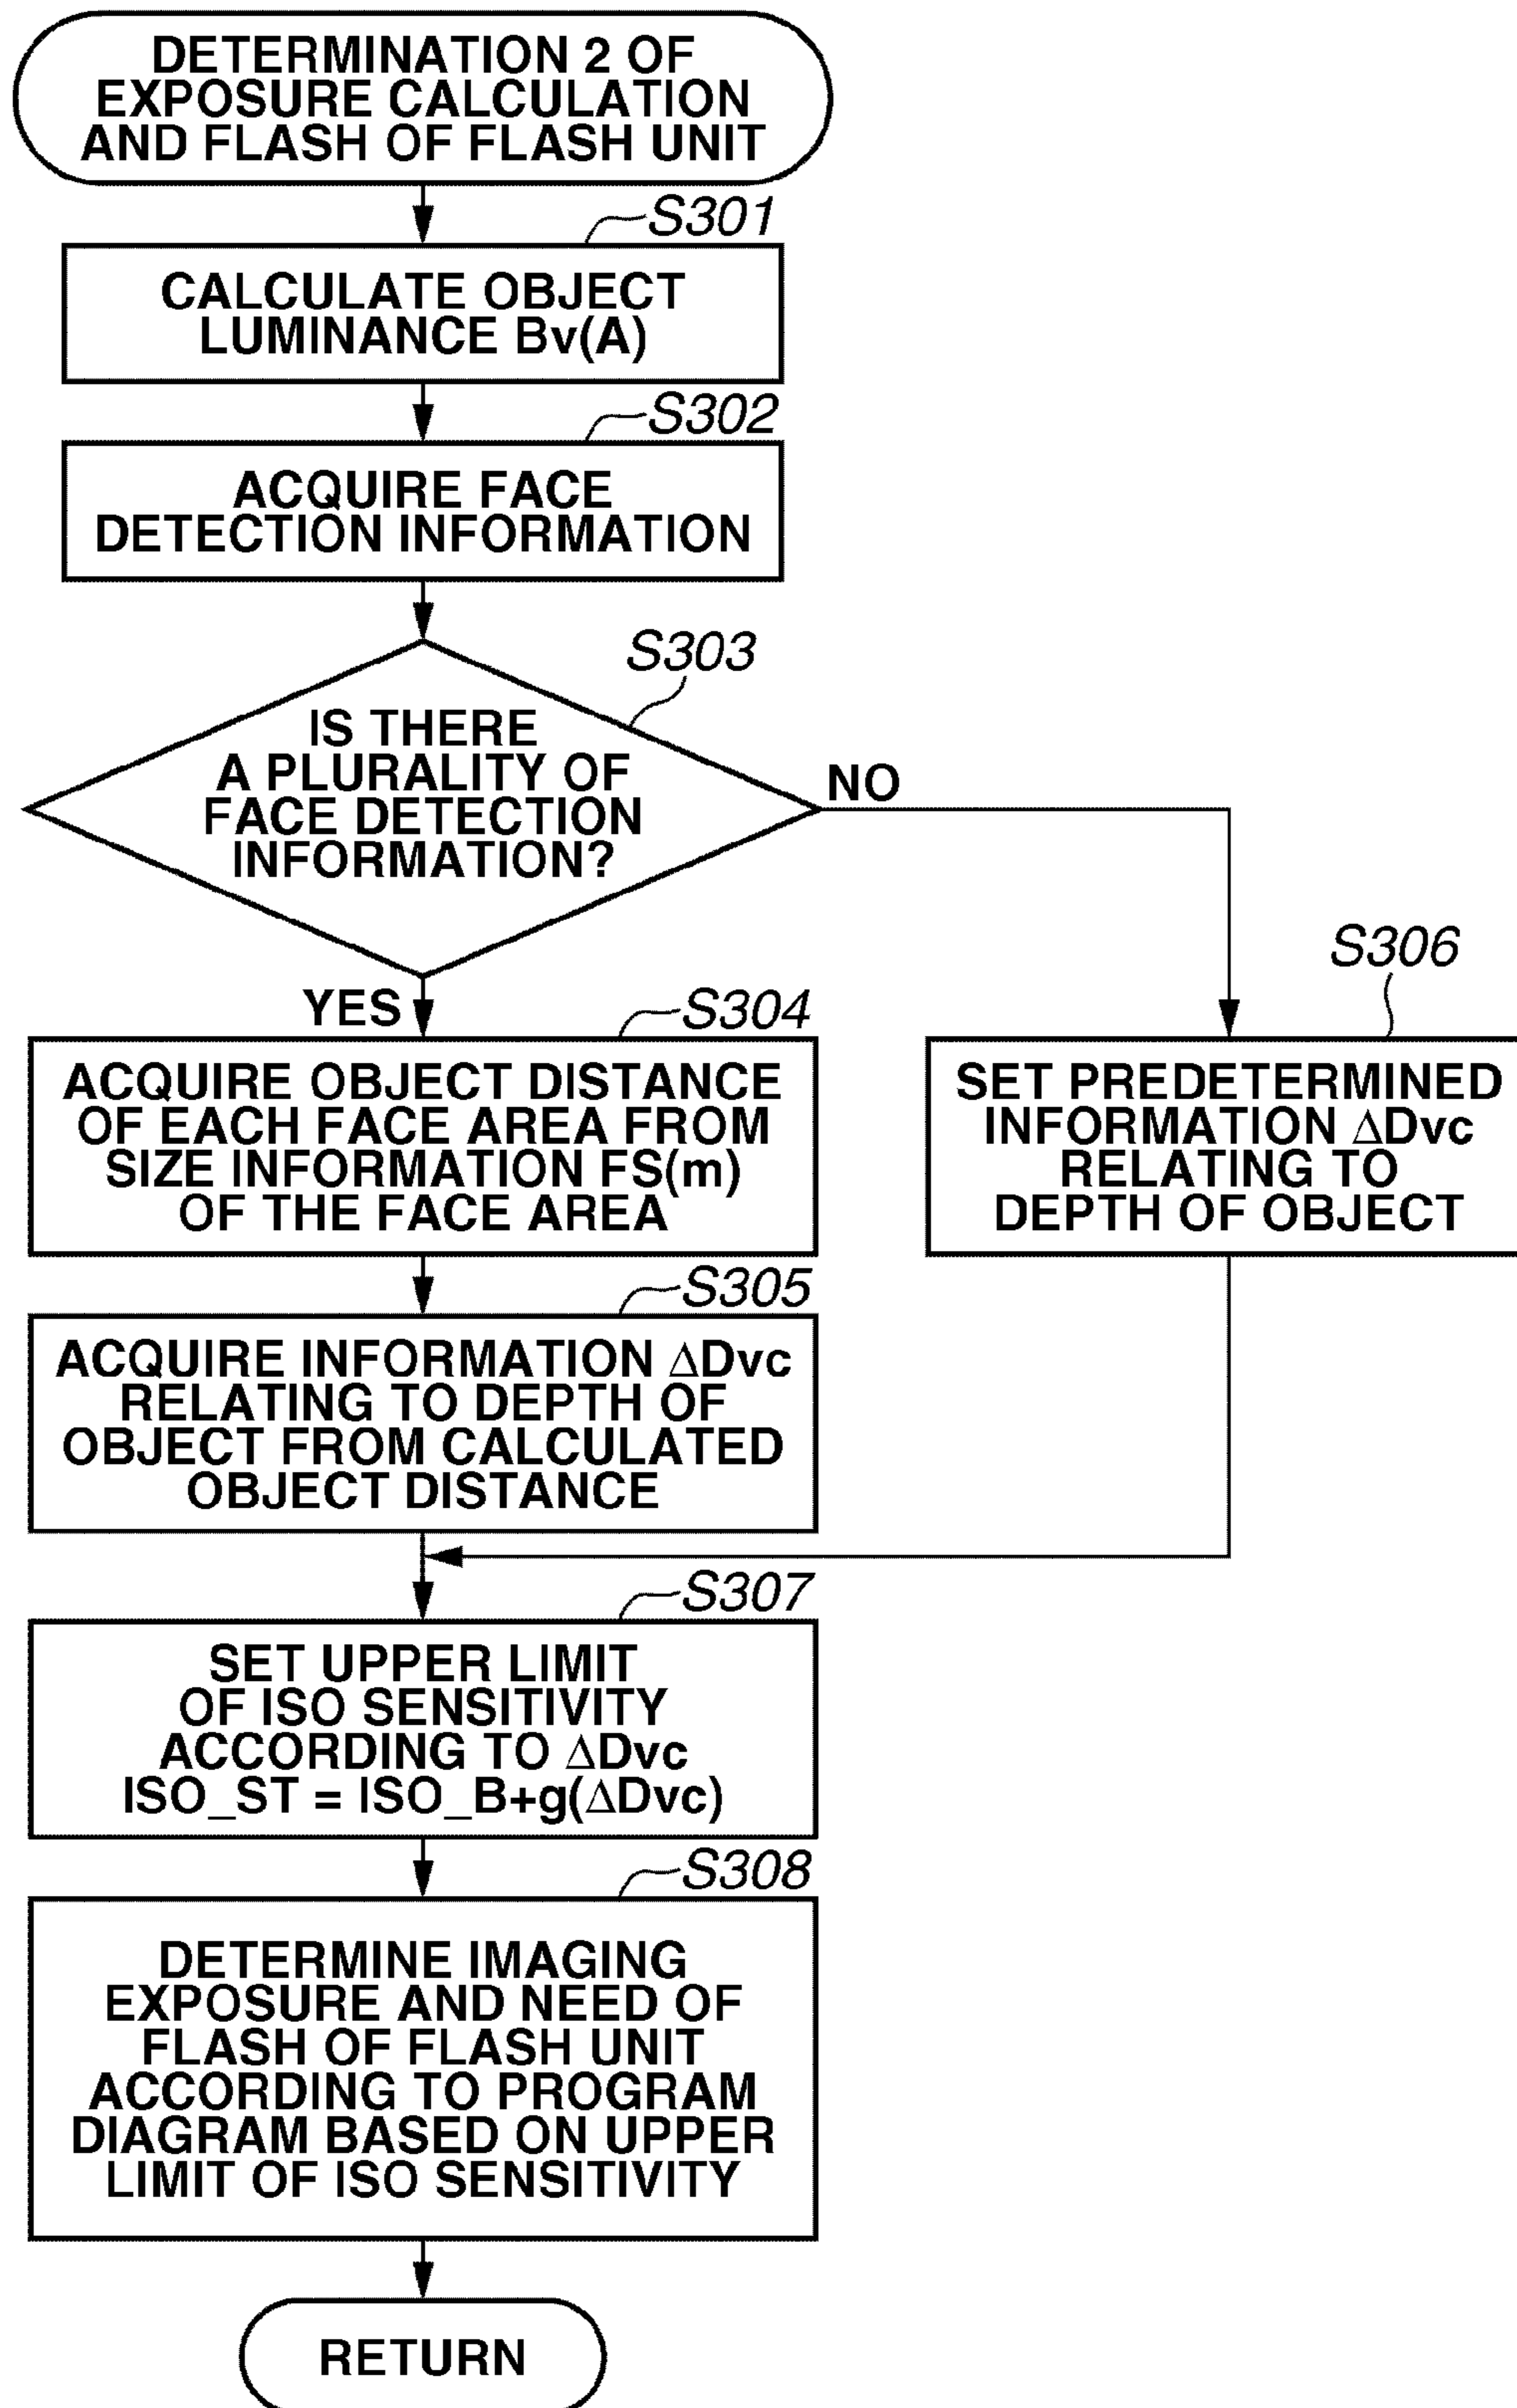 DETERMINATION 2 OF
EXPOSURE CALCULATION
AND FLASH OF FLASH UNIT
S301
CALCULATE OBJECT
LUMINANCE Bv(A)
S302
ACQUIRE FACE
DETECTION INFORMATION
S303
IS THERE
A PLURALITY OF
FACE DETECTION
INFORMATION?
NO
YES
S304
ACQUIRE OBJECT DISTANCE
OF EACH FACE AREA FROM
SIZE INFORMATION FS(m)
OF THE FACE AREA
S306
SET PREDETERMINED
INFORMATION ΔDvc
RELATING TO
DEPTH OF OBJECT
S305
ACQUIRE INFORMATION ΔDvc
RELATING TO DEPTH OF
OBJECT FROM CALCULATED
OBJECT DISTANCE
S307
SET UPPER LIMIT
OF ISO SENSITIVITY
ACCORDING TO ΔDvc
ISO_ST = ISO_B+g(ΔDvc)
S308
DETERMINE IMAGING
EXPOSURE AND NEED OF
FLASH OF FLASH UNIT
ACCORDING TO PROGRAM
DIAGRAM BASED ON UPPER
LIMIT OF ISO SENSITIVITY
RETURN